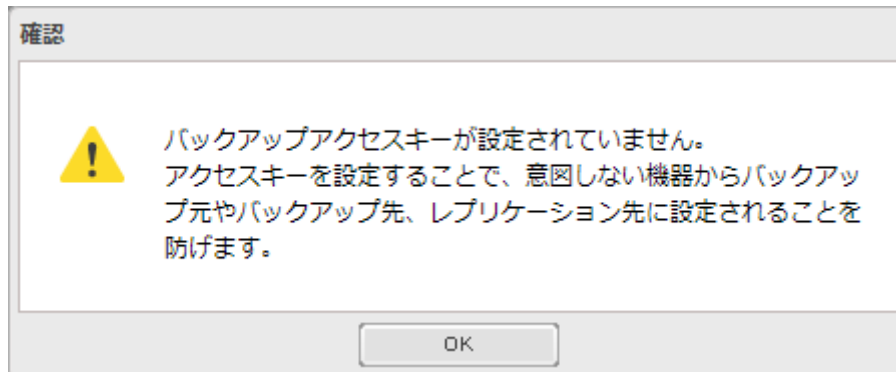 確認
バックアップアクセスキーが設定されていません。
アクセスキーを設定することで、意図しない機器からバックアッ
プ元やバックアップ先、レプリケーション先に設定されることを
防げます。
OK